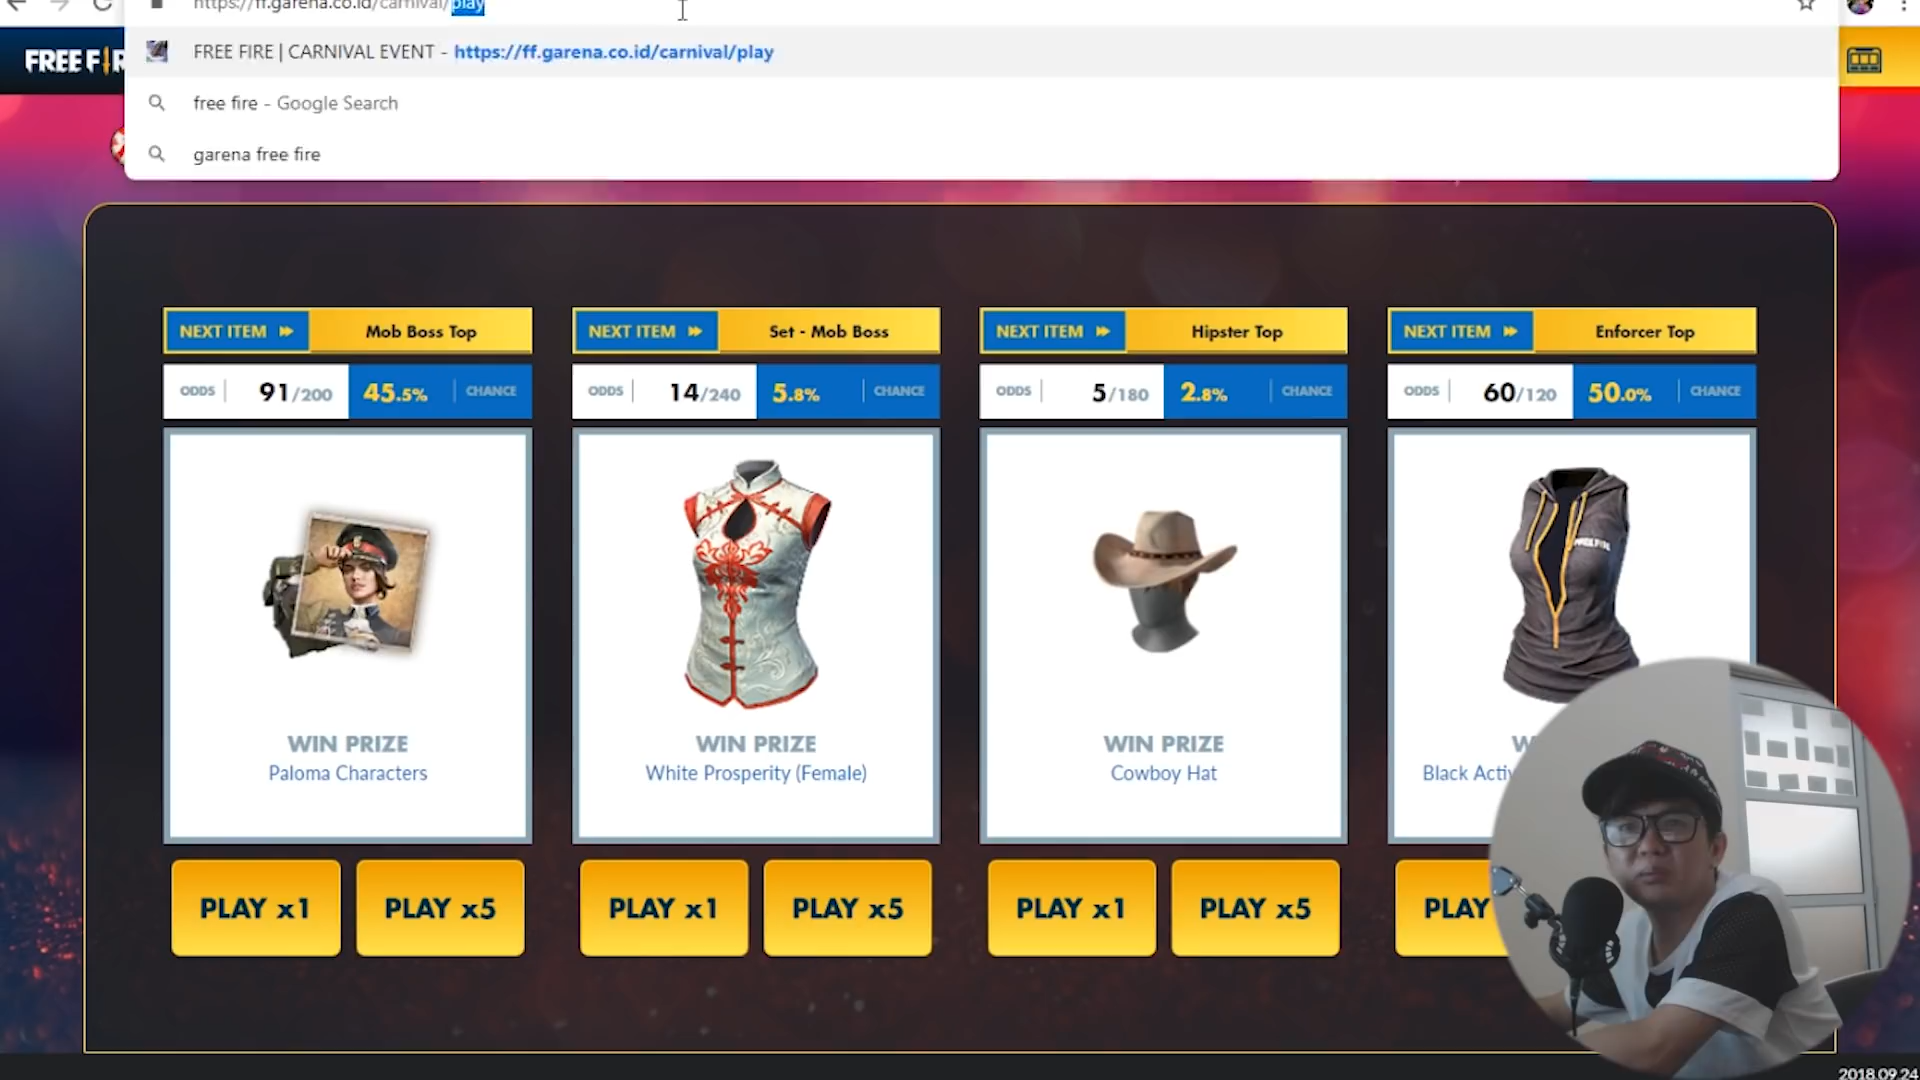 https://ff.garena.co.id/carnival/play
FREE FIRE | CARNIVAL EVENT - https://ff.garena.co.id/carnival/play
free fire - Google Search
garena free fire
FREE FIR
NEXT ITEM Mob Boss Top
ODDS 91/200 45.5% CHANCE
WIN PRIZE
Paloma Characters
PLAY x1 PLAY x5
NEXT ITEM Set - Mob Boss
ODDS 14/240 5.8% CHANCE
WIN PRIZE
White Prosperity (Female)
PLAY x1 PLAY x5
NEXT ITEM Hipster Top
ODDS 5/180 2.8% CHANCE
WIN PRIZE
Cowboy Hat
PLAY x1 PLAY x5
NEXT ITEM Enforcer Top
ODDS 60/120 50.0% CHANCE
W
Black Activ
PLAY
2018.09.24